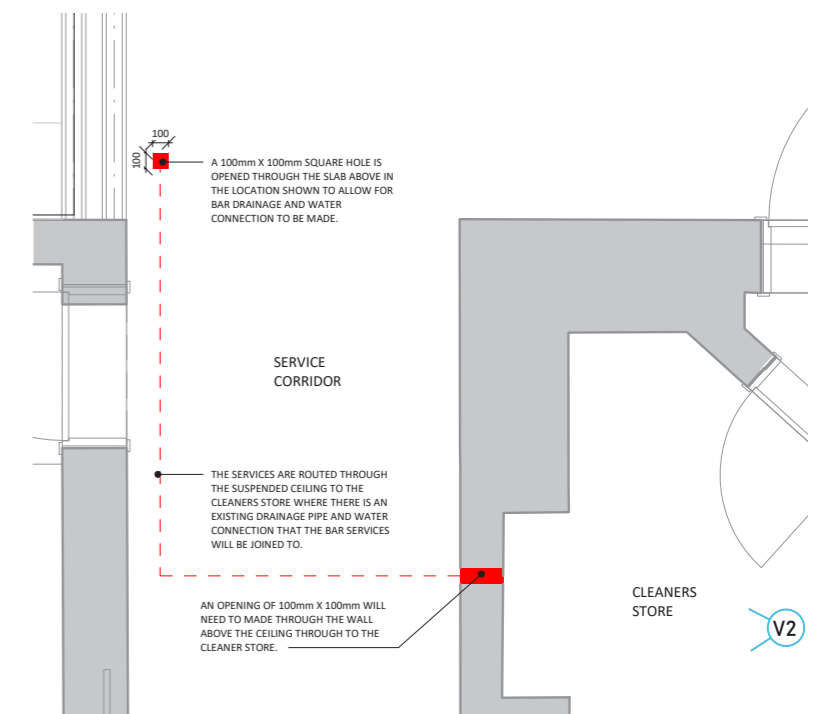 100
100
A 100mm X 100mm SQUARE HOLE IS
OPENED THROUGH THE SLAB ABOVE IN
THE LOCATION SHOWN TO ALLOW FOR
BAR DRAINAGE AND WATER
CONNECTION TO BE MADE.
SERVICE
CORRIDOR
THE SERVICES ARE ROUTED THROUGH
THE SUSPENDED CEILING TO THE
CLEANERS STORE WHERE THERE IS AN
EXISTING DRAINAGE PIPE AND WATER
CONNECTION THAT THE BAR SERVICES
WILL BE JOINED TO.
AN OPENING OF 100mm X 100mm WILL
NEED TO MADE THROUGH THE WALL
ABOVE THE CEILING THROUGH TO THE
CLEANER STORE.
CLEANERS
STORE
V2